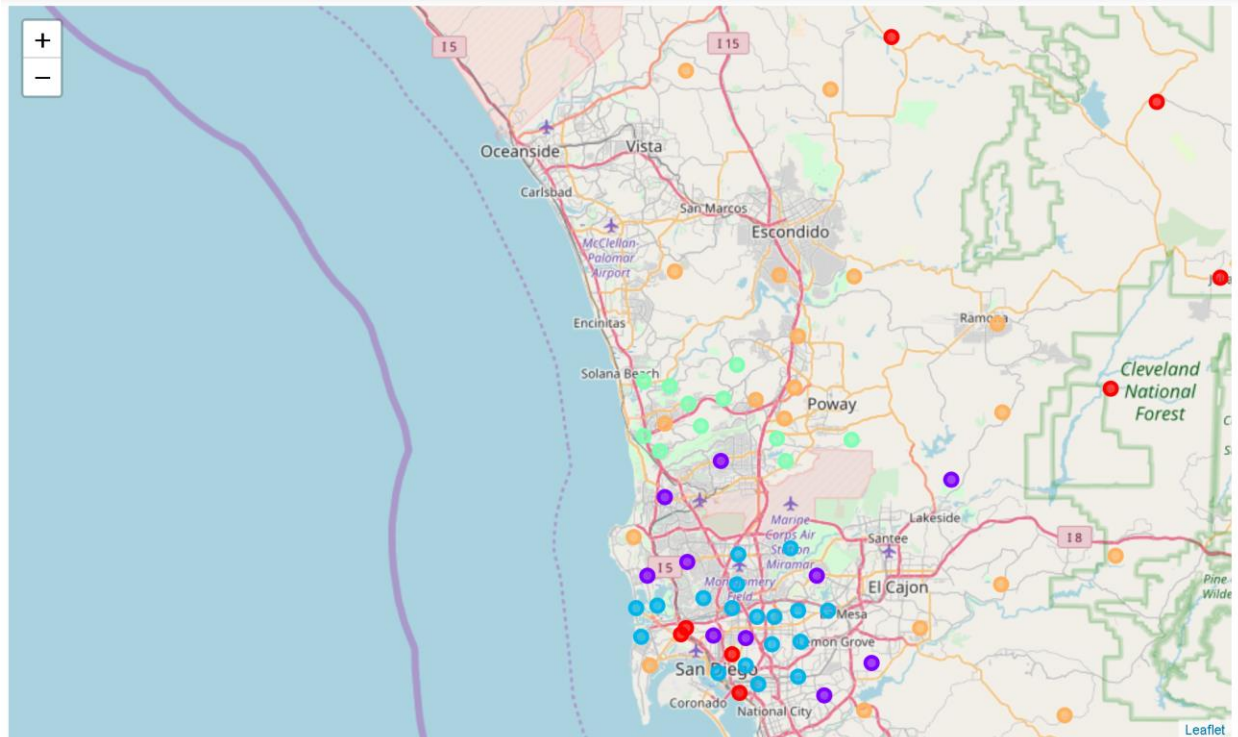 +
−
I 5
I 15
Oceanside
Vista
Carlsbad
San Marcos
Escondido
McClellan-
Palomar
Airport
Encinitas
Ramona
Solana Beach
Poway
Cleveland
National
Forest
Lakeside
Marine
Corps Air
Station
Miramar
Santee
I 8
I 5
Montgomery
Field
El Cajon
Mesa
Lemon Grove
Pine
Wilde
San Diego
Coronado
National City
Leaflet